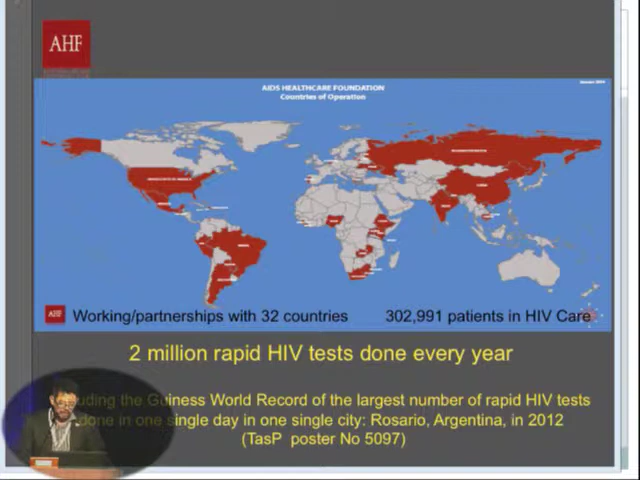 AHF
AIDS HEALTHCARE FOUNDATION
Countries of Operation
AHF
Working/partnerships with 32 countries
302,991 patients in HIV Care
2 million rapid HIV tests done every year
the Guiness World Record of the largest number of rapid HIV tests
done in one single day in one single city: Rosario, Argentina, in 2012
(TasP poster No 5097)